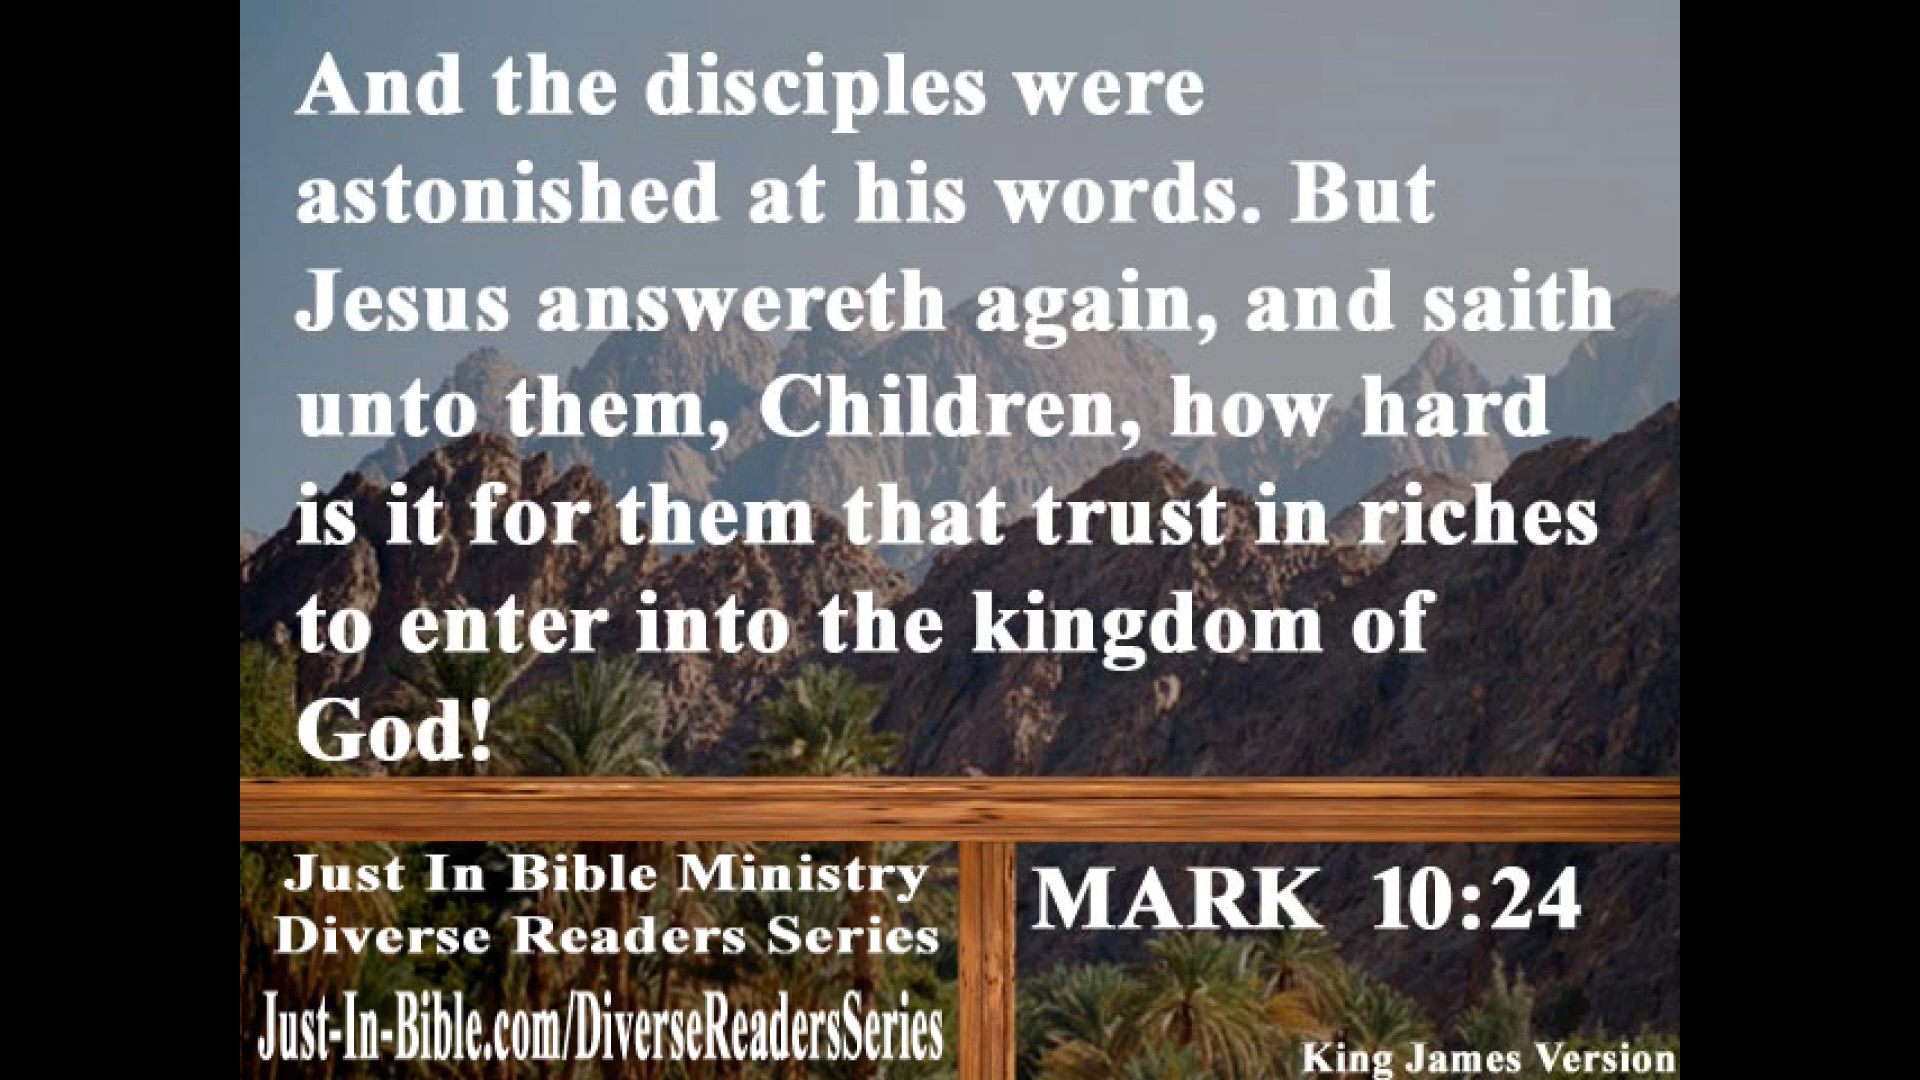 And the disciples were
astonished at his words. But
Jesus answereth again, and saith
unto them, Children, how hard
is it for them that trust in riches
to enter into the kingdom of
God!
Just In Bible Ministry
Diverse Readers Series
Just-In-Bible.com/DiverseReadersSeries
MARK 10:24
King James Version